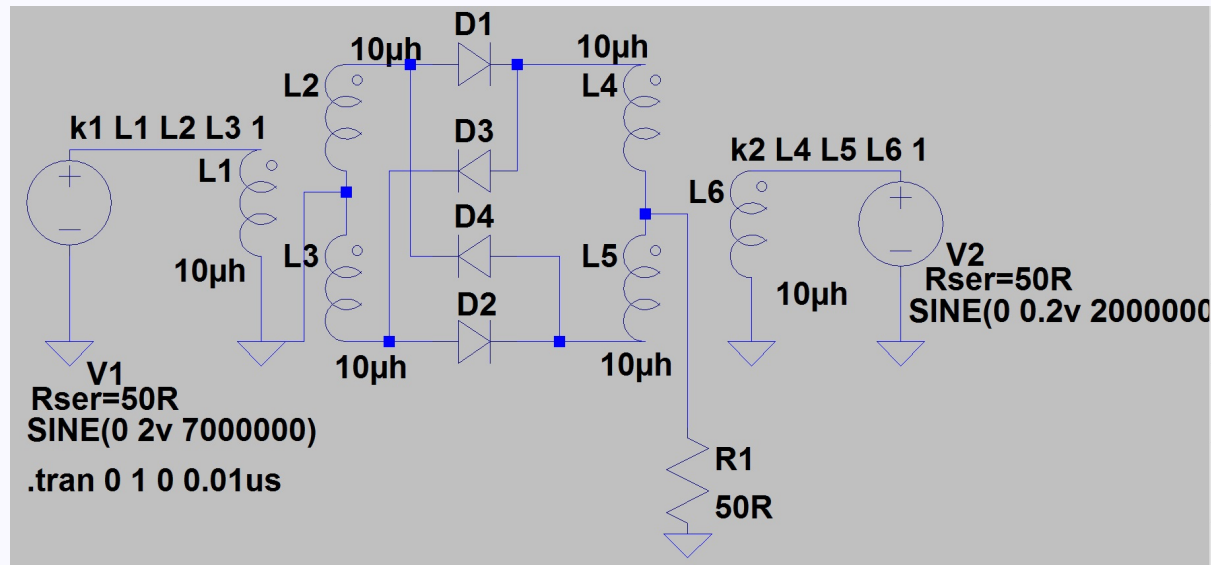 D1
10µh
10µh
L2
L4
k1 L1 L2 L3 1
D3
k2 L4 L5 L6 1
L1
L6
D4
L3
L5
10µh
V2
Rser=50R
10µh
D2
SINE(0 0.2v 2000000
10µh
10µh
V1
Rser=50R
SINE(0 2v 7000000)
R1
.tran 0 1 0 0.01us
50R